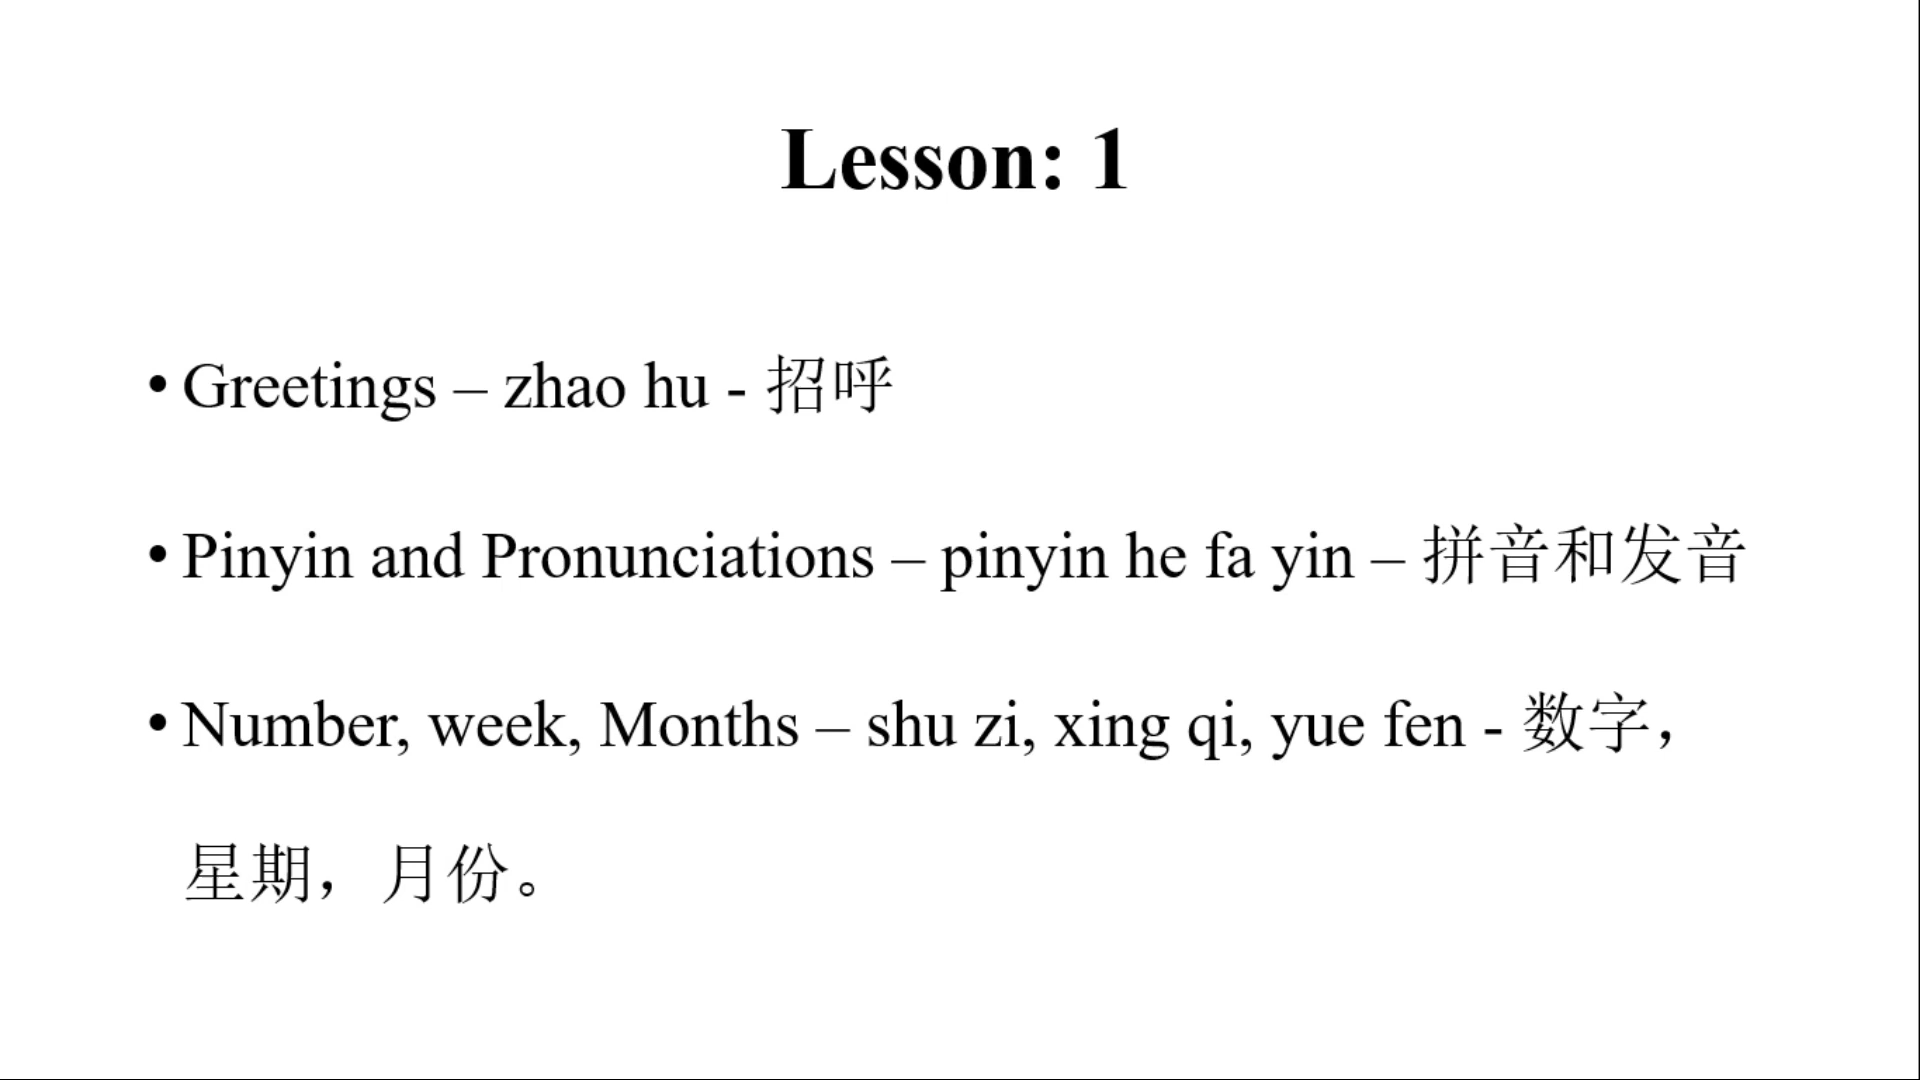 Lesson: 1
• Greetings – zhao hu - 招呼
• Pinyin and Pronunciations – pinyin he fa yin – 拼音和发音
• Number, week, Months – shu zi, xing qi, yue fen - 数字，
星期，月份。